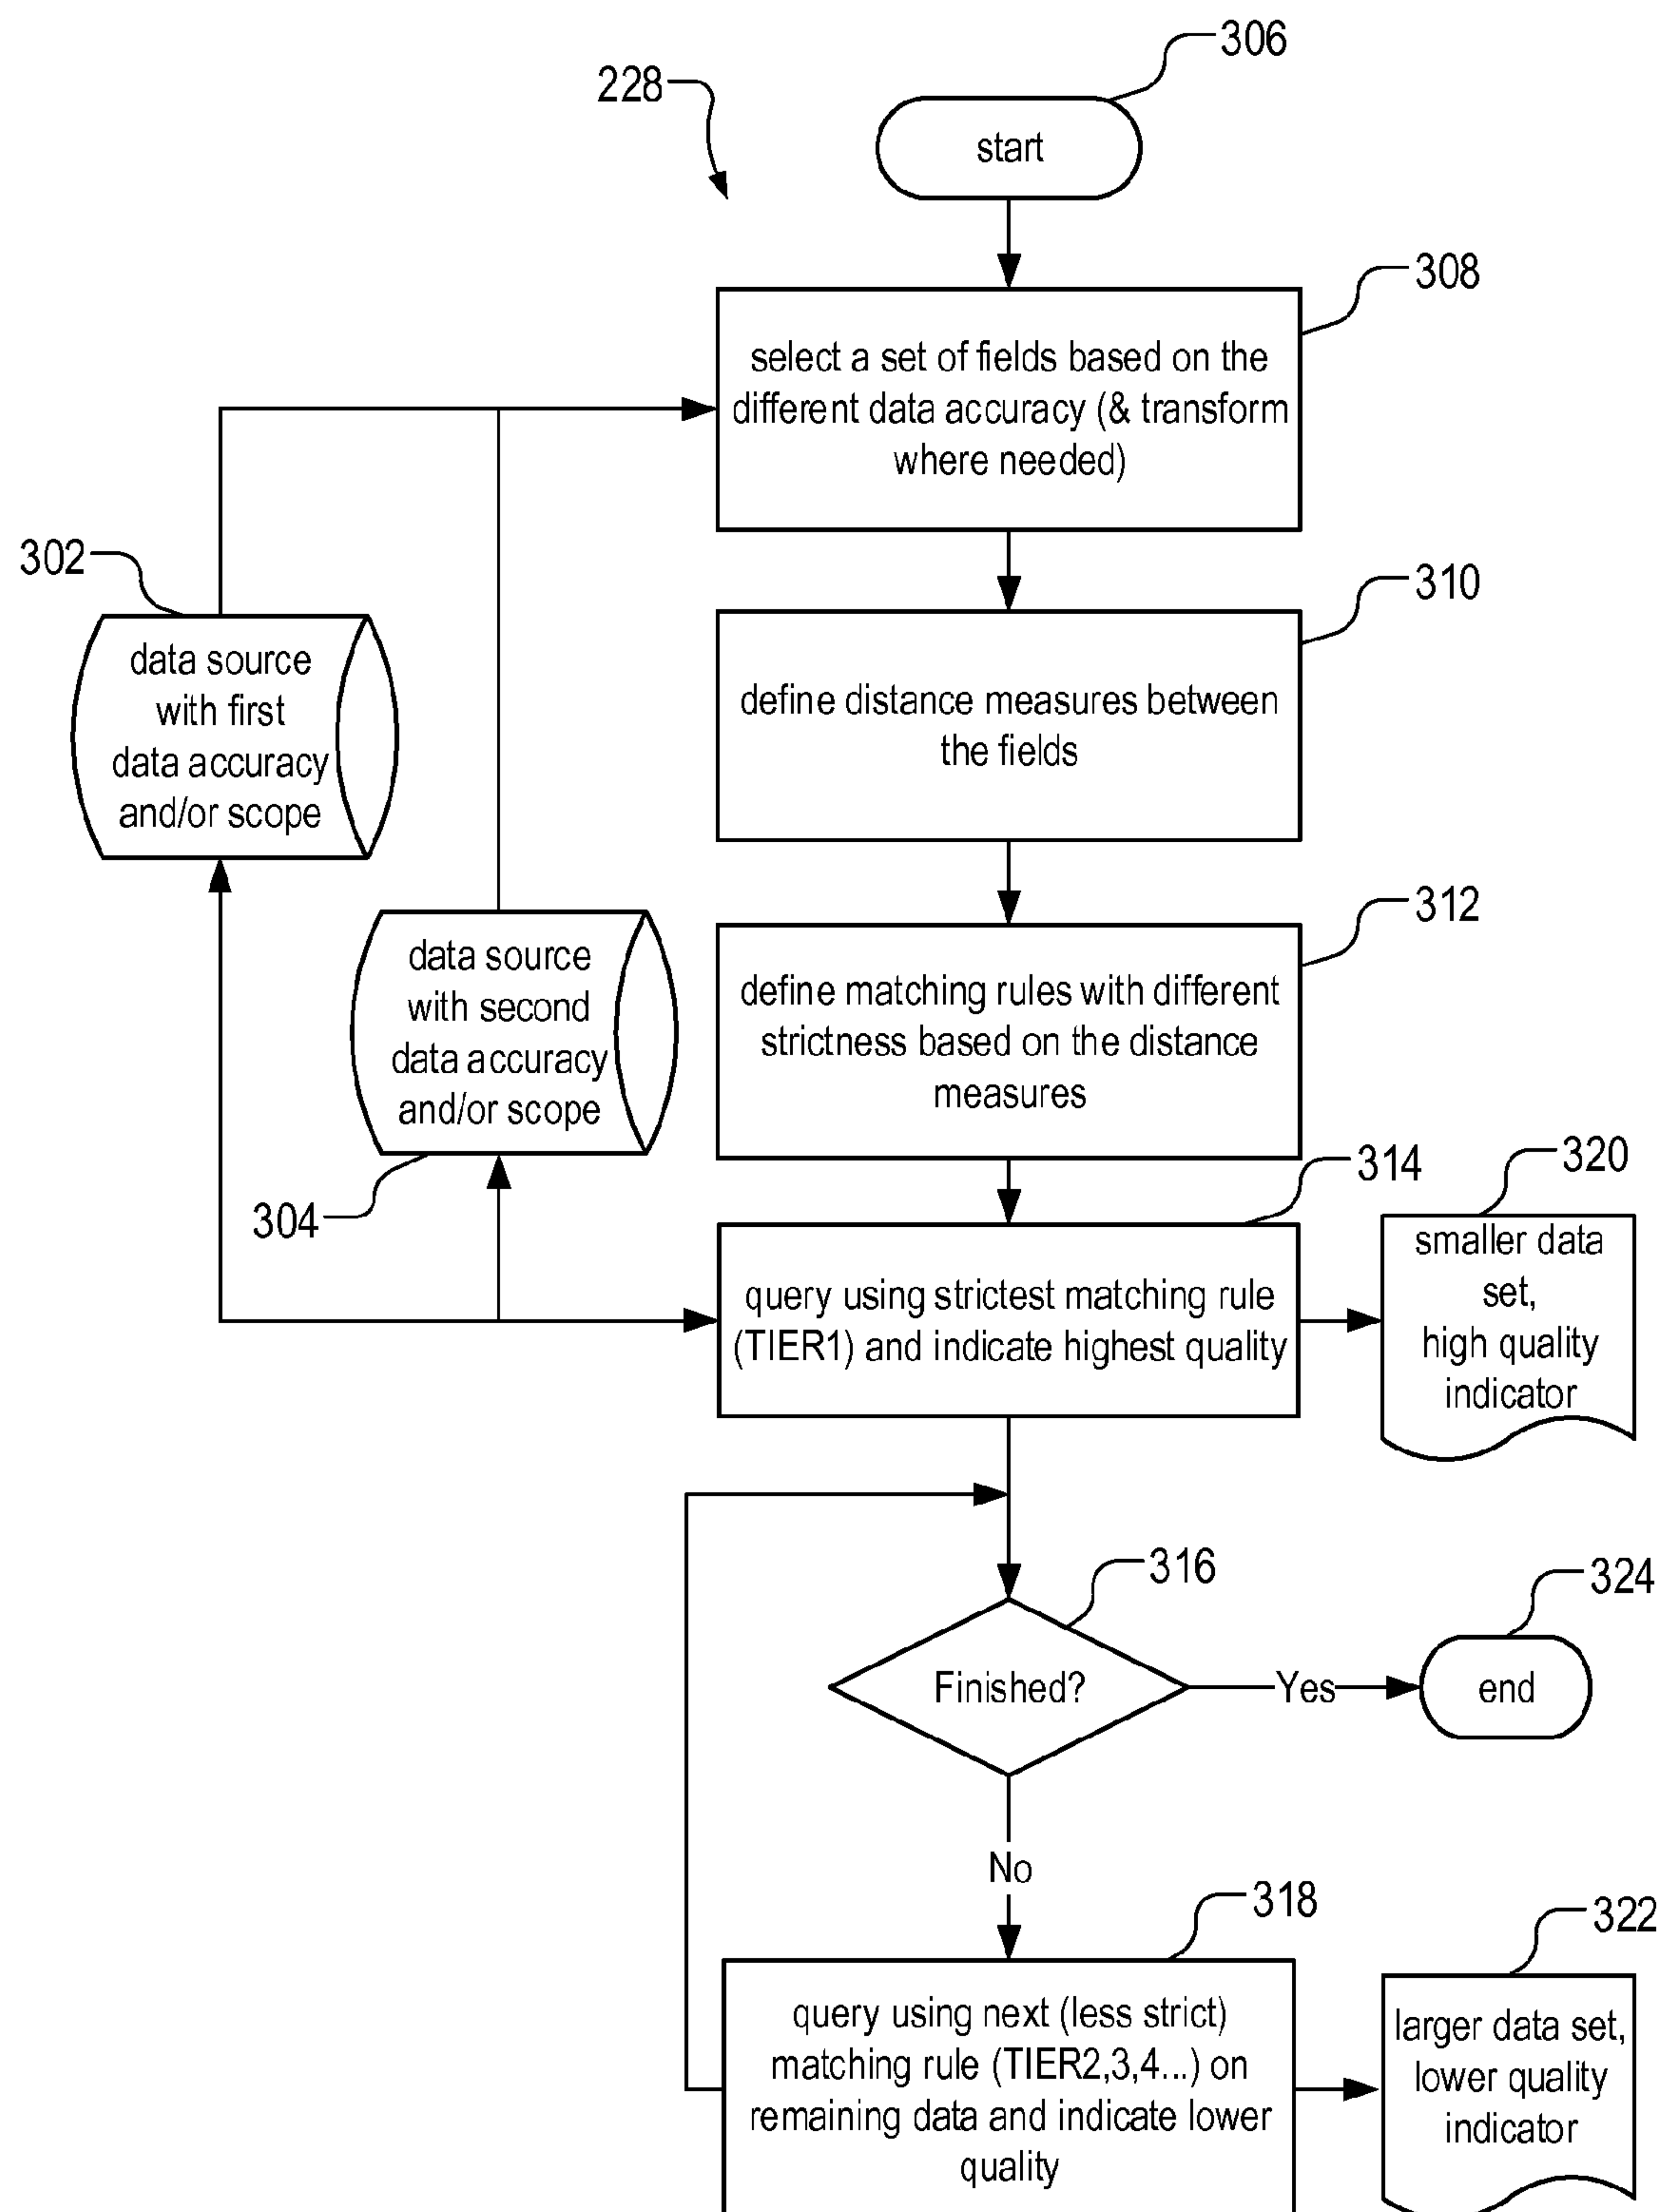 306
228
start
308
select a set of fields based on the
different data accuracy (& transform
where needed)
302
310
data source
with first
data accuracy
and/or scope
define distance measures between
the fields
312
data source
with second
data accuracy
and/or scope
define matching rules with different
strictness based on the distance
measures
304
314
320
query using strictest matching rule
(TIER1) and indicate highest quality
smaller data
set,
high quality
indicator
316
324
Finished?
Yes
end
No
318
322
query using next (less strict)
matching rule (TIER2,3,4...) on
remaining data and indicate lower
quality
larger data set,
lower quality
indicator